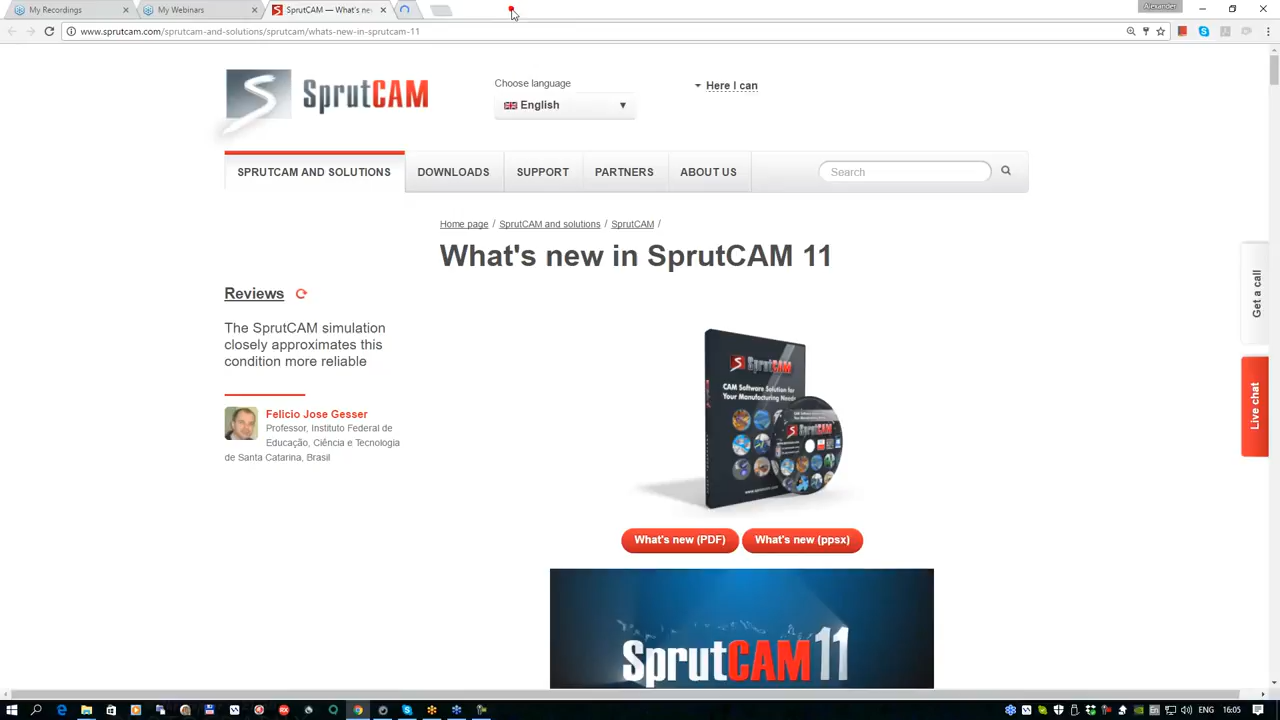 My Recordings
My Webinars
SprutCAM — What's ne
Alexander
www.sprutcam.com/sprutcam-and-solutions/sprutcam/whats-new-in-sprutcam-11
SprutCAM
Choose language
English
Here I can
SPRUTCAM AND SOLUTIONS
DOWNLOADS
SUPPORT
PARTNERS
ABOUT US
Search
Home page / SprutCAM and solutions / SprutCAM /
What's new in SprutCAM 11
Reviews
The SprutCAM simulation
closely approximates this
condition more reliable
Felicio Jose Gesser
Professor, Instituto Federal de
Educação, Ciência e Tecnologia
de Santa Catarina, Brasil
SprutCAM
CAM Software Solution for
Your Manufacturing Needs
What's new (PDF)
What's new (ppsx)
SprutCAM 11
Get a call
Live chat
ENG
16:05